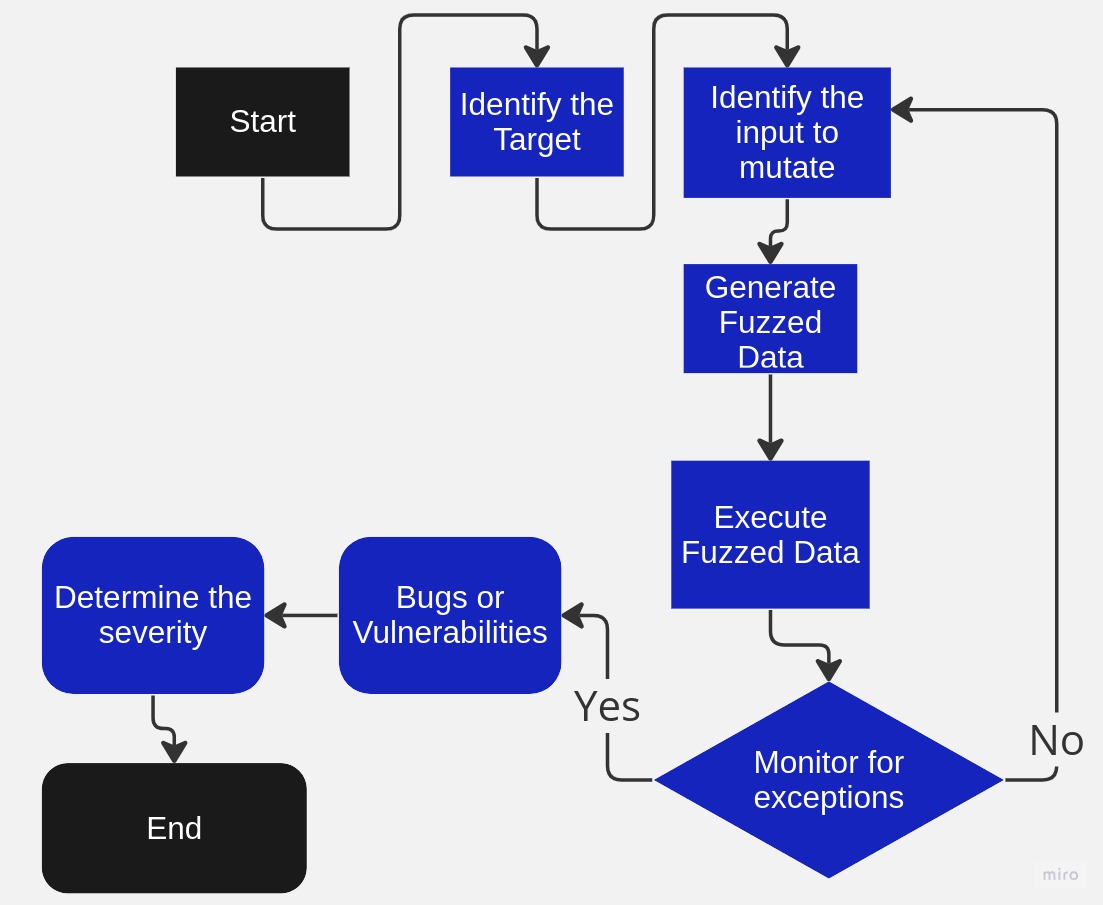 Start
Identify the
Target
Identify the
input to
mutate
Generate
Fuzzed
Data
Execute
Fuzzed Data
Monitor for
exceptions
Yes
No
Bugs or
Vulnerabilities
Determine the
severity
End
miro